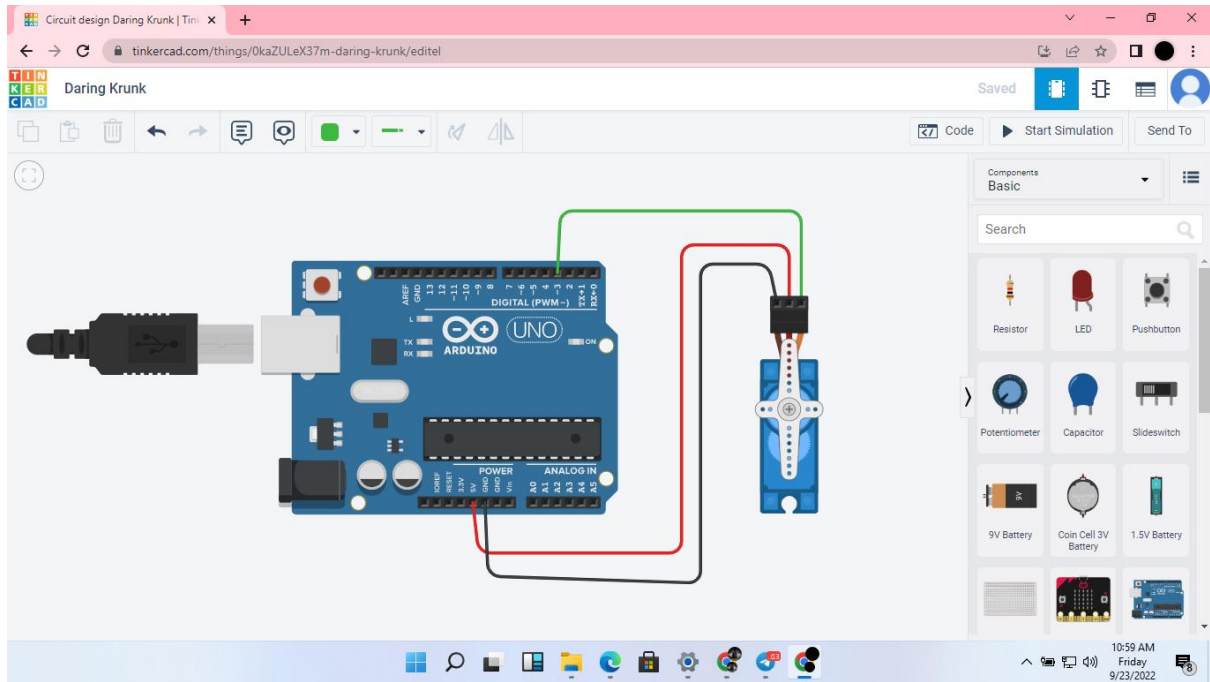 Circuit design Daring Krunk | Tin
tinkercad.com/things/0kaZULeX37m-daring-krunk/editel
TIN
KER
CAD
Daring Krunk
Saved
Code
Start Simulation
Send To
Components
Basic
Search
Resistor
LED
Pushbutton
Potentiometer
Capacitor
Slideswitch
9V
9V Battery
Coin Cell 3V
Battery
1.5V Battery
AREF
GND
13
12
~11
~10
~9
8
7
~6
~5
4
~3
2
TX→1
RX←0
DIGITAL (PWM~)
L
TX
RX
ARDUINO
UNO
ON
POWER
ANALOG IN
IOREF
RESET
3.3V
5V
GND
GND
Vin
A0
A1
A2
A3
A4
A5
10:59 AM
Friday
9/23/2022
8